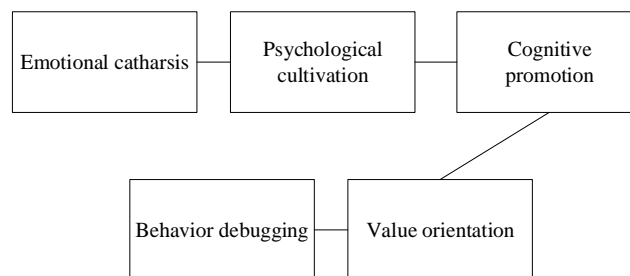 Emotional catharsis
Psychological
cultivation
Cognitive
promotion
Behavior debugging
Value orientation